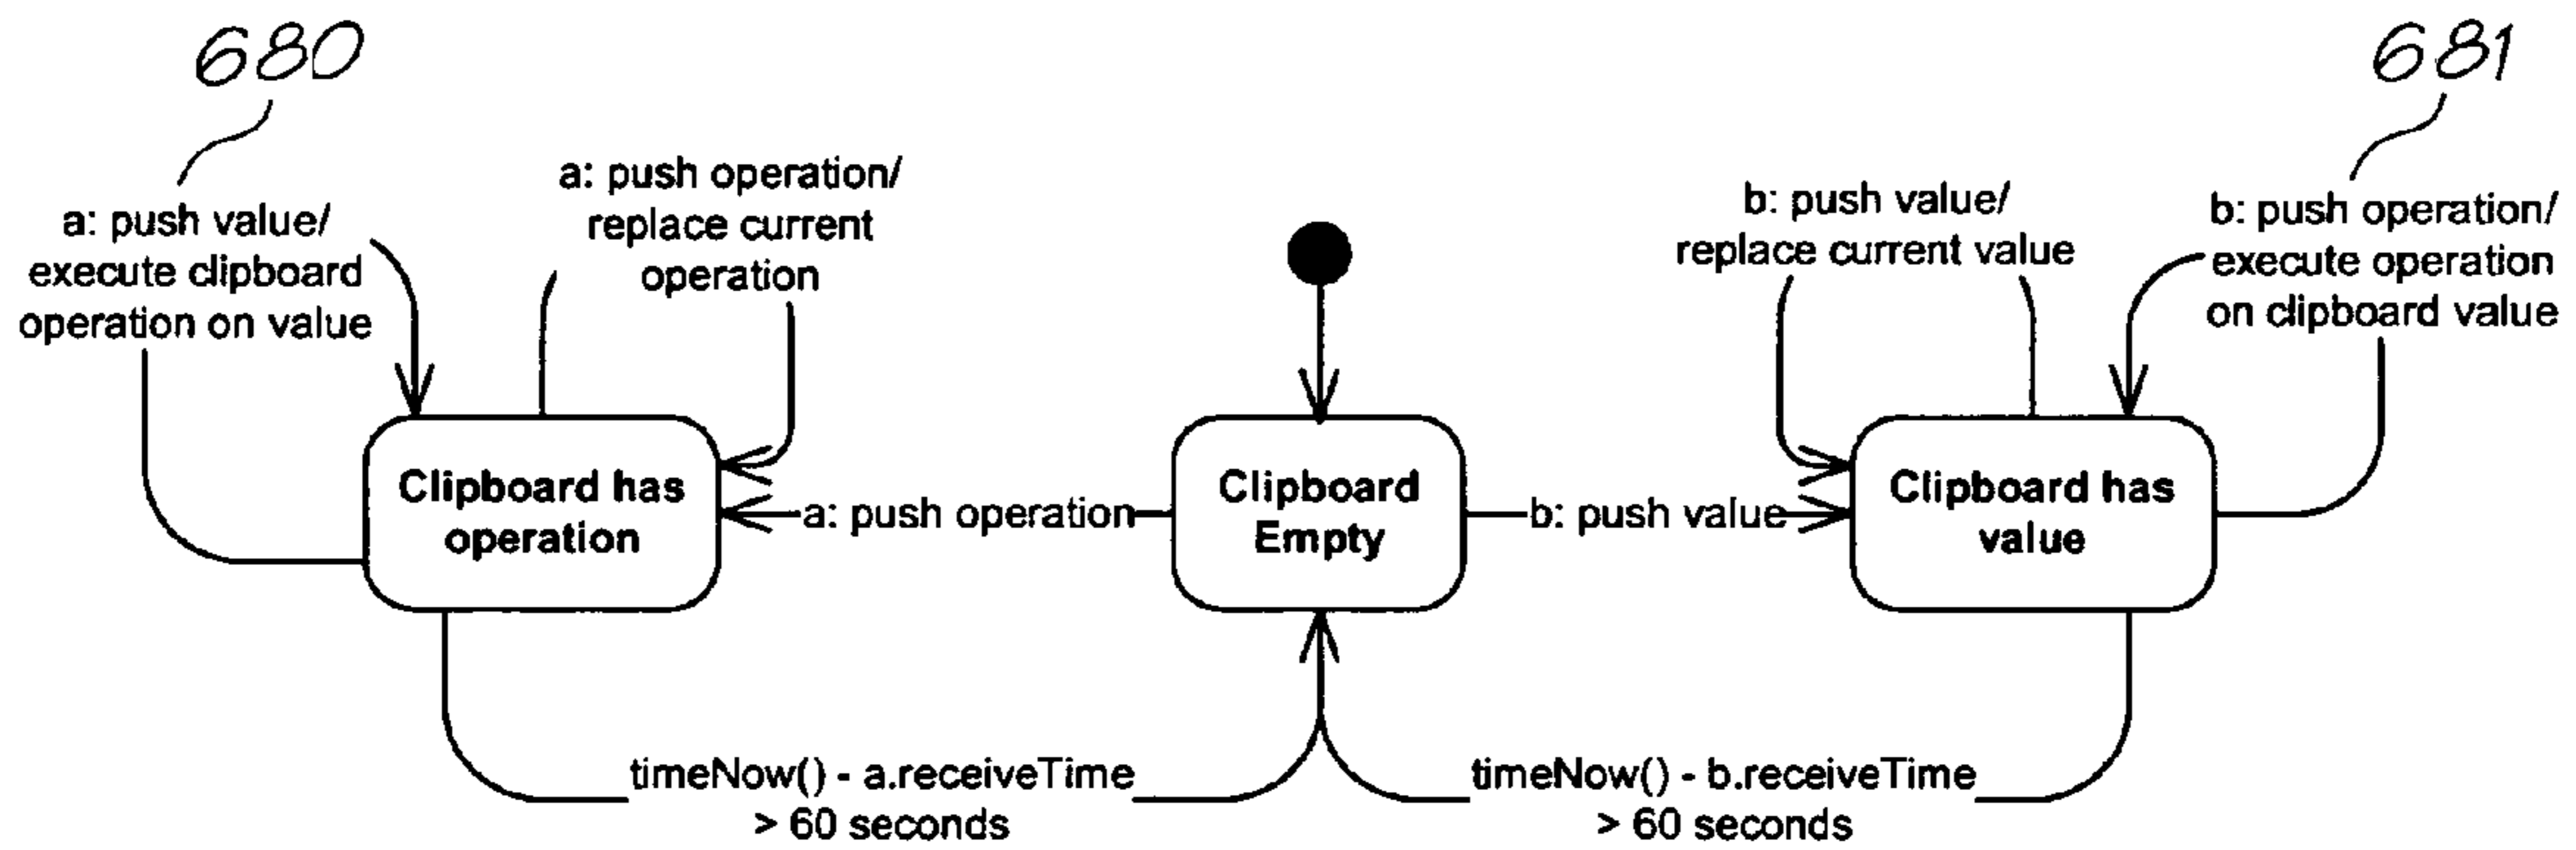 680
681
a: push value/
execute clipboard
operation on value
a: push operation/
replace current
operation
b: push value/
replace current value
b: push operation/
execute operation
on clipboard value
Clipboard has
operation
a: push operation
Clipboard
Empty
b: push value
Clipboard has
value
timeNow() - a.receiveTime
> 60 seconds
timeNow() - b.receiveTime
> 60 seconds